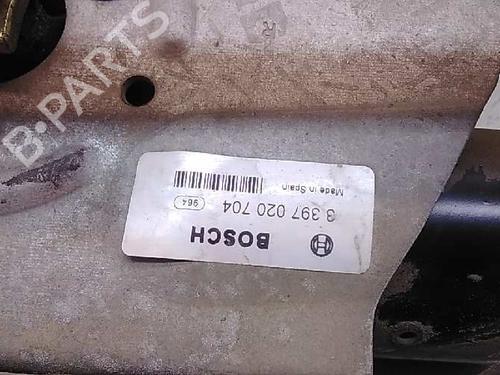 BOSCH
3 397 020 704
964
Made in Spain
B-PARTS